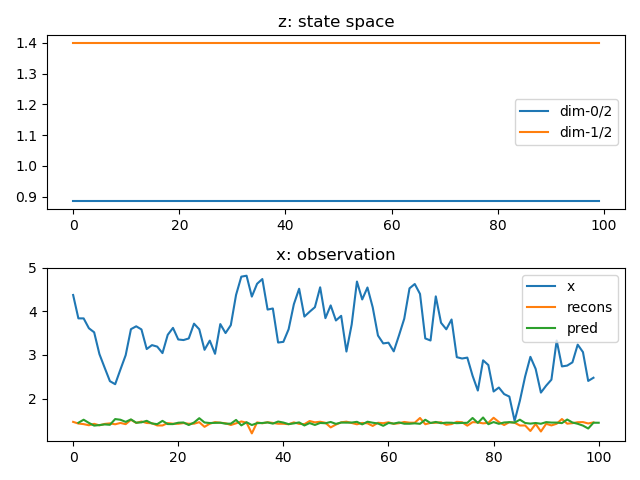 z: state space
1.4
1.3
1.2
1.1
1.0
0.9
dim-0/2
dim-1/2
0 20 40 60 80 100
x: observation
5
4
3
2
x
recons
pred
0 20 40 60 80 100